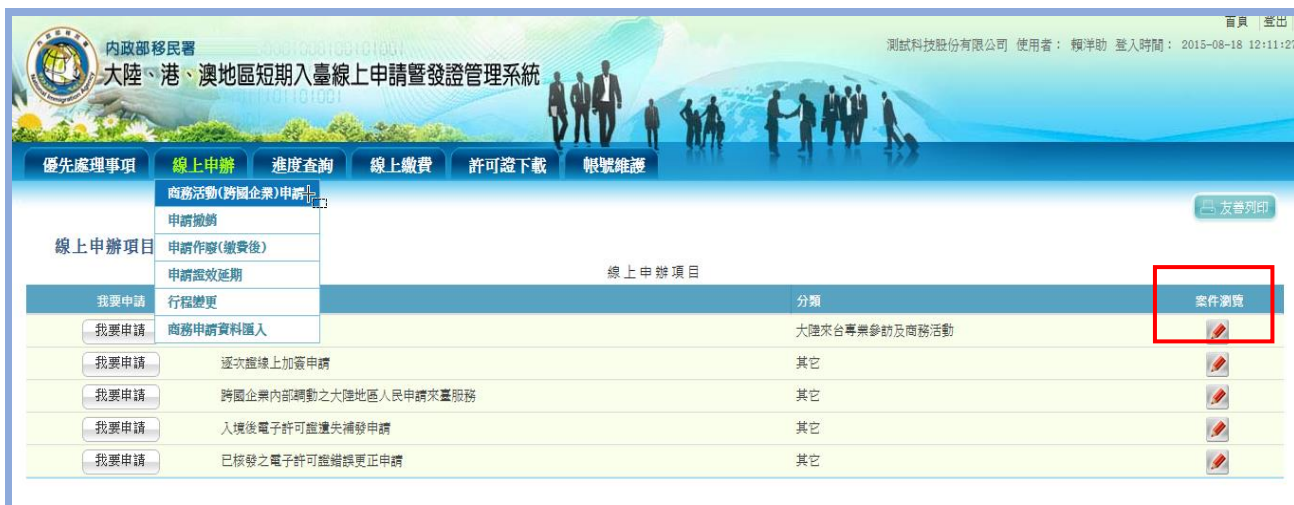 首頁 登出
內政部移民署
測試科技股份有限公司 使用者： 賴洋助 登入時間： 2015-08-18 12:11:27
大陸、港、澳地區短期入臺線上申請暨發證管理系統
優先處理事項 線上申辦 進度查詢 線上繳費 許可證下載 帳號維護
商務活動(跨國企業)申請
申請撤銷
申請作廢(繳費後)
申請證效延期
行程變更
商務申請資料匯入
友善列印
線上申辦項目
線上申辦項目
我要申請 分類 案件瀏覽
我要申請 大陸來台專業參訪及商務活動
我要申請 逐次證線上加簽申請 其它
我要申請 跨國企業內部調動之大陸地區人民申請來臺服務 其它
我要申請 入境後電子許可證遺失補發申請 其它
我要申請 已核發之電子許可證錯誤更正申請 其它